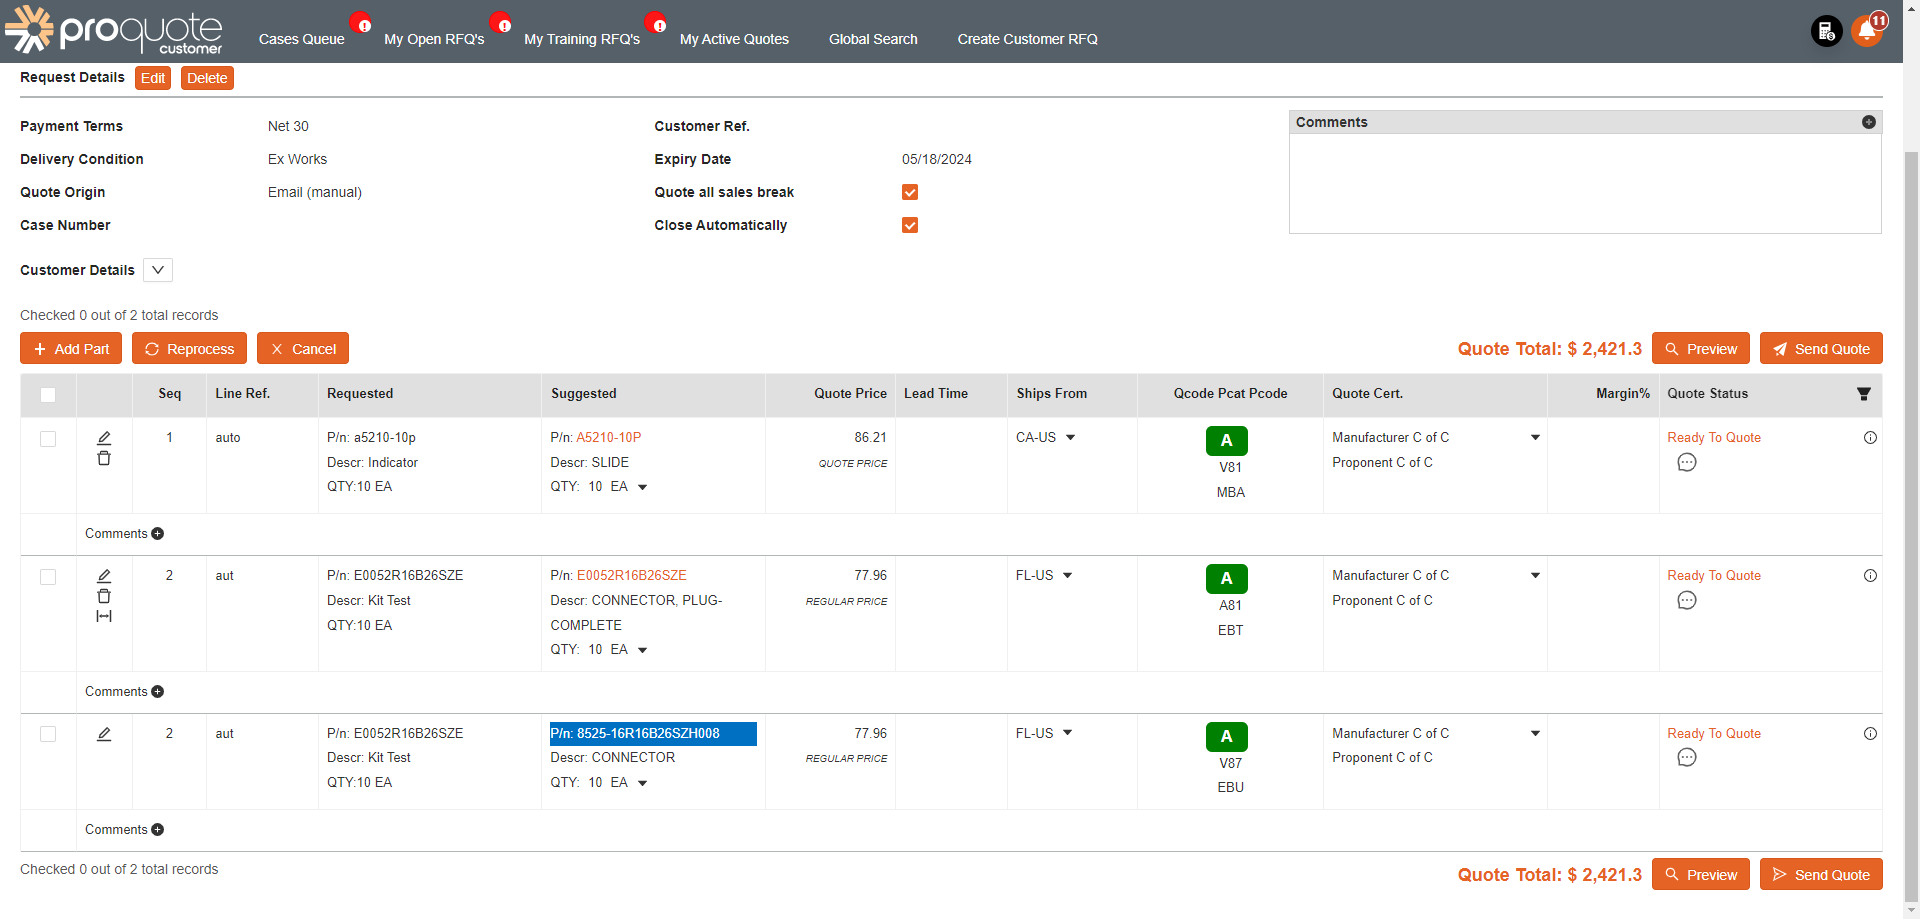 proquote
customer
Cases Queue
My Open RFQ's
My Training RFQ's
My Active Quotes
Global Search
Create Customer RFQ
11
Request Details Edit Delete
Payment Terms Net 30 Customer Ref. Comments
Delivery Condition Ex Works Expiry Date 05/18/2024
Quote Origin Email (manual) Quote all sales break
Case Number Close Automatically
Customer Details
Checked 0 out of 2 total records
Add Part Reprocess Cancel Quote Total: $ 2,421.3 Preview Send Quote
Seq Line Ref. Requested Suggested Quote Price Lead Time Ships From Qcode Pcat Pcode Quote Cert. Margin% Quote Status
1 auto P/n: a5210-10p P/n: A5210-10P 86.21 CA-US A Manufacturer C of C Ready To Quote
Descr: Indicator Descr: SLIDE QUOTE PRICE V81 Proponent C of C
QTY:10 EA QTY: 10 EA MBA
Comments
2 aut P/n: E0052R16B26SZE P/n: E0052R16B26SZE 77.96 FL-US A Manufacturer C of C Ready To Quote
Descr: Kit Test Descr: CONNECTOR, PLUG- REGULAR PRICE A81 Proponent C of C
QTY:10 EA COMPLETE EBT
QTY: 10 EA
Comments
2 aut P/n: E0052R16B26SZE P/n: 8525-16R16B26SZH008 77.96 FL-US A Manufacturer C of C Ready To Quote
Descr: Kit Test Descr: CONNECTOR REGULAR PRICE V87 Proponent C of C
QTY:10 EA QTY: 10 EA EBU
Comments
Checked 0 out of 2 total records Quote Total: $ 2,421.3 Preview Send Quote